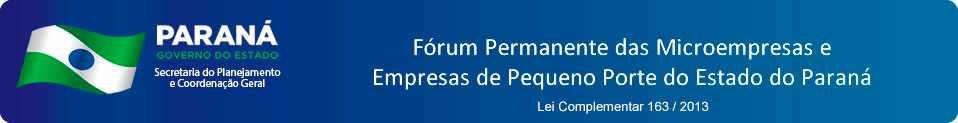 PARANÁ
GOVERNO DO ESTADO
Secretaria do Planejamento
e Coordenação Geral
Fórum Permanente das Microempresas e
Empresas de Pequeno Porte do Estado do Paraná
Lei Complementar 163 / 2013